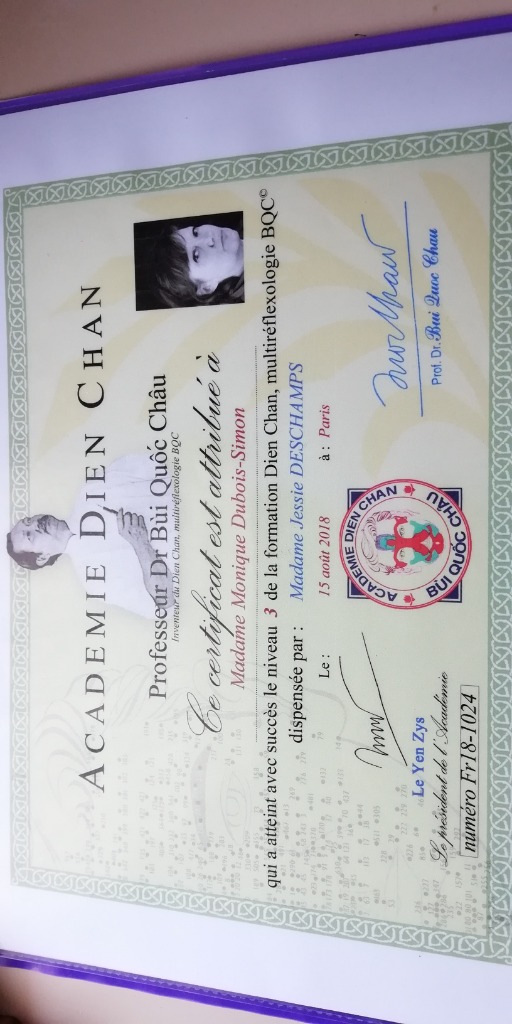 ACADEMIE DIEN CHAN
Professeur Dr Bùi Quốc Châu
Inventeur du Dien Chan, multiréflexologie BQC
Ce certificat est attribué à
Madame Monique Dubois-Simon
qui a atteint avec succès le niveau 3 de la formation Dien Chan, multiréflexologie BQC©
dispensée par : Madame Jessie DESCHAMPS
Le : 15 août 2018 à : Paris
ACADEMIE DIEN CHAN
BÙI QUỐC CHÂU
Le Yen Zys
Le président de l'Académie
numéro Fr18-1024
Prof. Dr. Bùi Quốc Châu